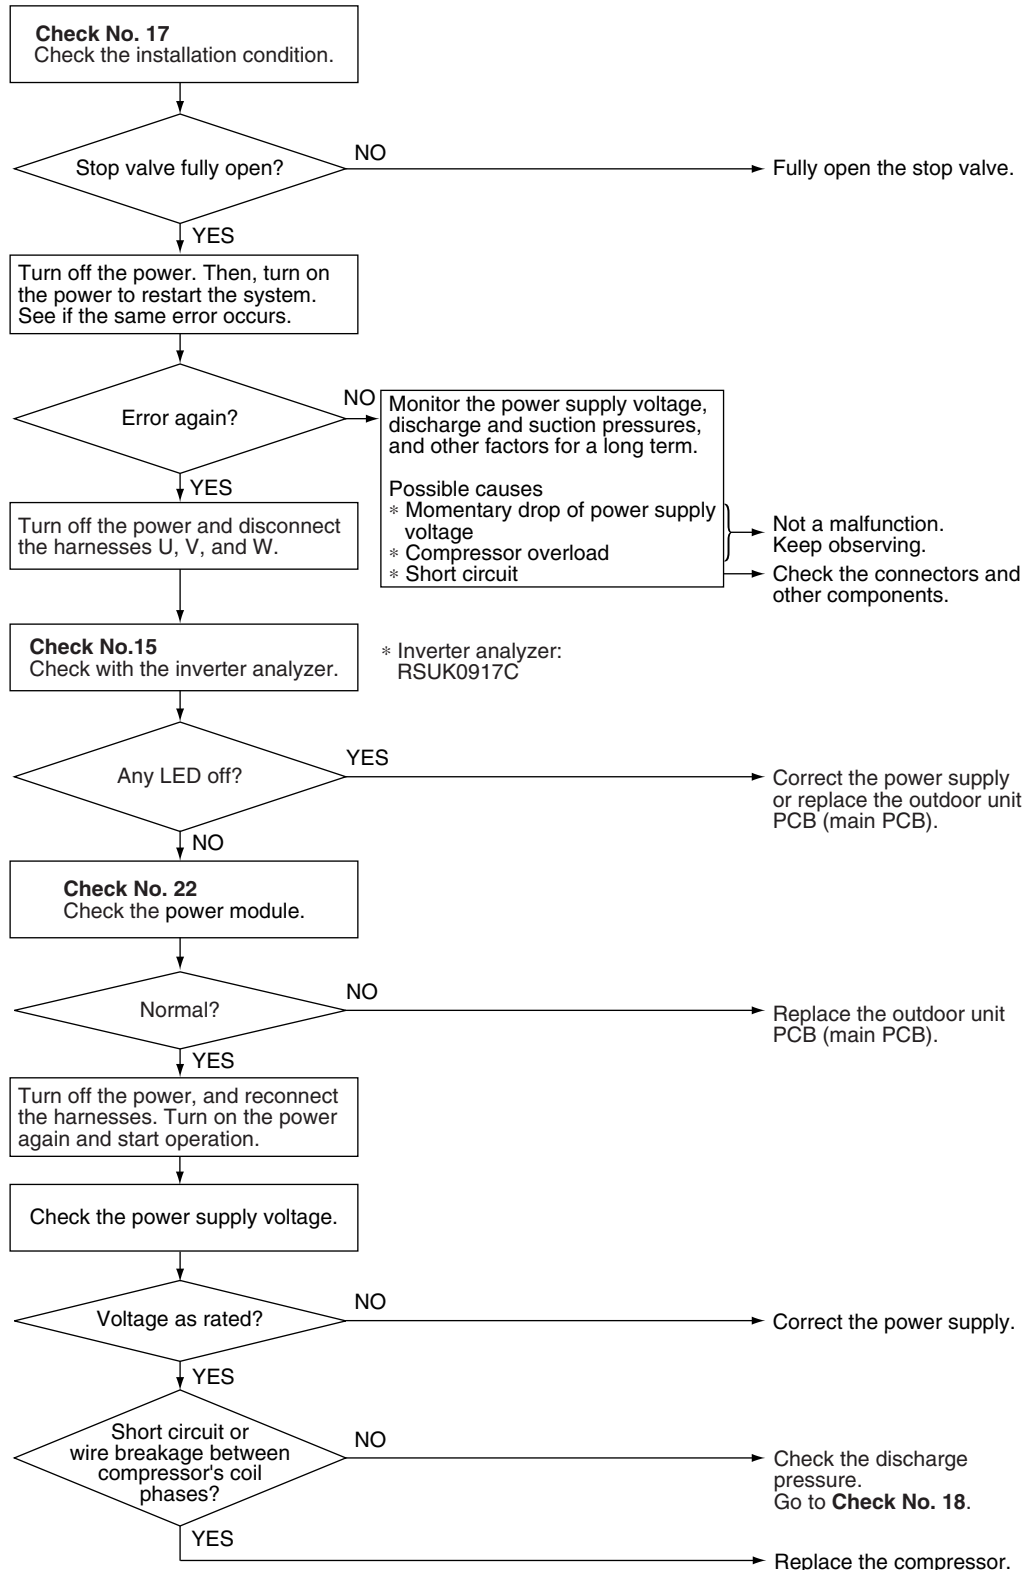 Check No. 17
Check the installation condition.
Stop valve fully open?
NO
Fully open the stop valve.
YES
Turn off the power. Then, turn on
the power to restart the system.
See if the same error occurs.
Error again?
NO
Monitor the power supply voltage,
discharge and suction pressures,
and other factors for a long term.
Possible causes
* Momentary drop of power supply
voltage
* Compressor overload
* Short circuit
Not a malfunction.
Keep observing.
Check the connectors and
other components.
YES
Turn off the power and disconnect
the harnesses U, V, and W.
Check No.15
Check with the inverter analyzer.
* Inverter analyzer:
RSUK0917C
Any LED off?
YES
Correct the power supply
or replace the outdoor unit
PCB (main PCB).
NO
Check No. 22
Check the power module.
Normal?
NO
Replace the outdoor unit
PCB (main PCB).
YES
Turn off the power, and reconnect
the harnesses. Turn on the power
again and start operation.
Check the power supply voltage.
Voltage as rated?
NO
Correct the power supply.
YES
Short circuit or
wire breakage between
compressor's coil
phases?
NO
Check the discharge
pressure.
Go to Check No. 18.
YES
Replace the compressor.